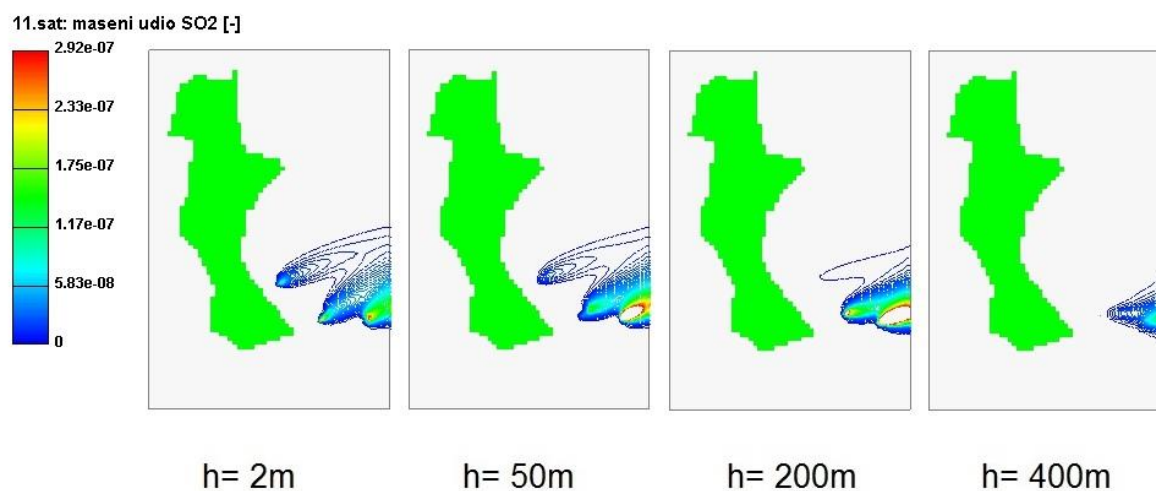 11.sat: maseni udio SO2 [-]
2.92e-07
2.33e-07
1.75e-07
1.17e-07
5.83e-08
0
h= 2m
h= 50m
h= 200m
h= 400m